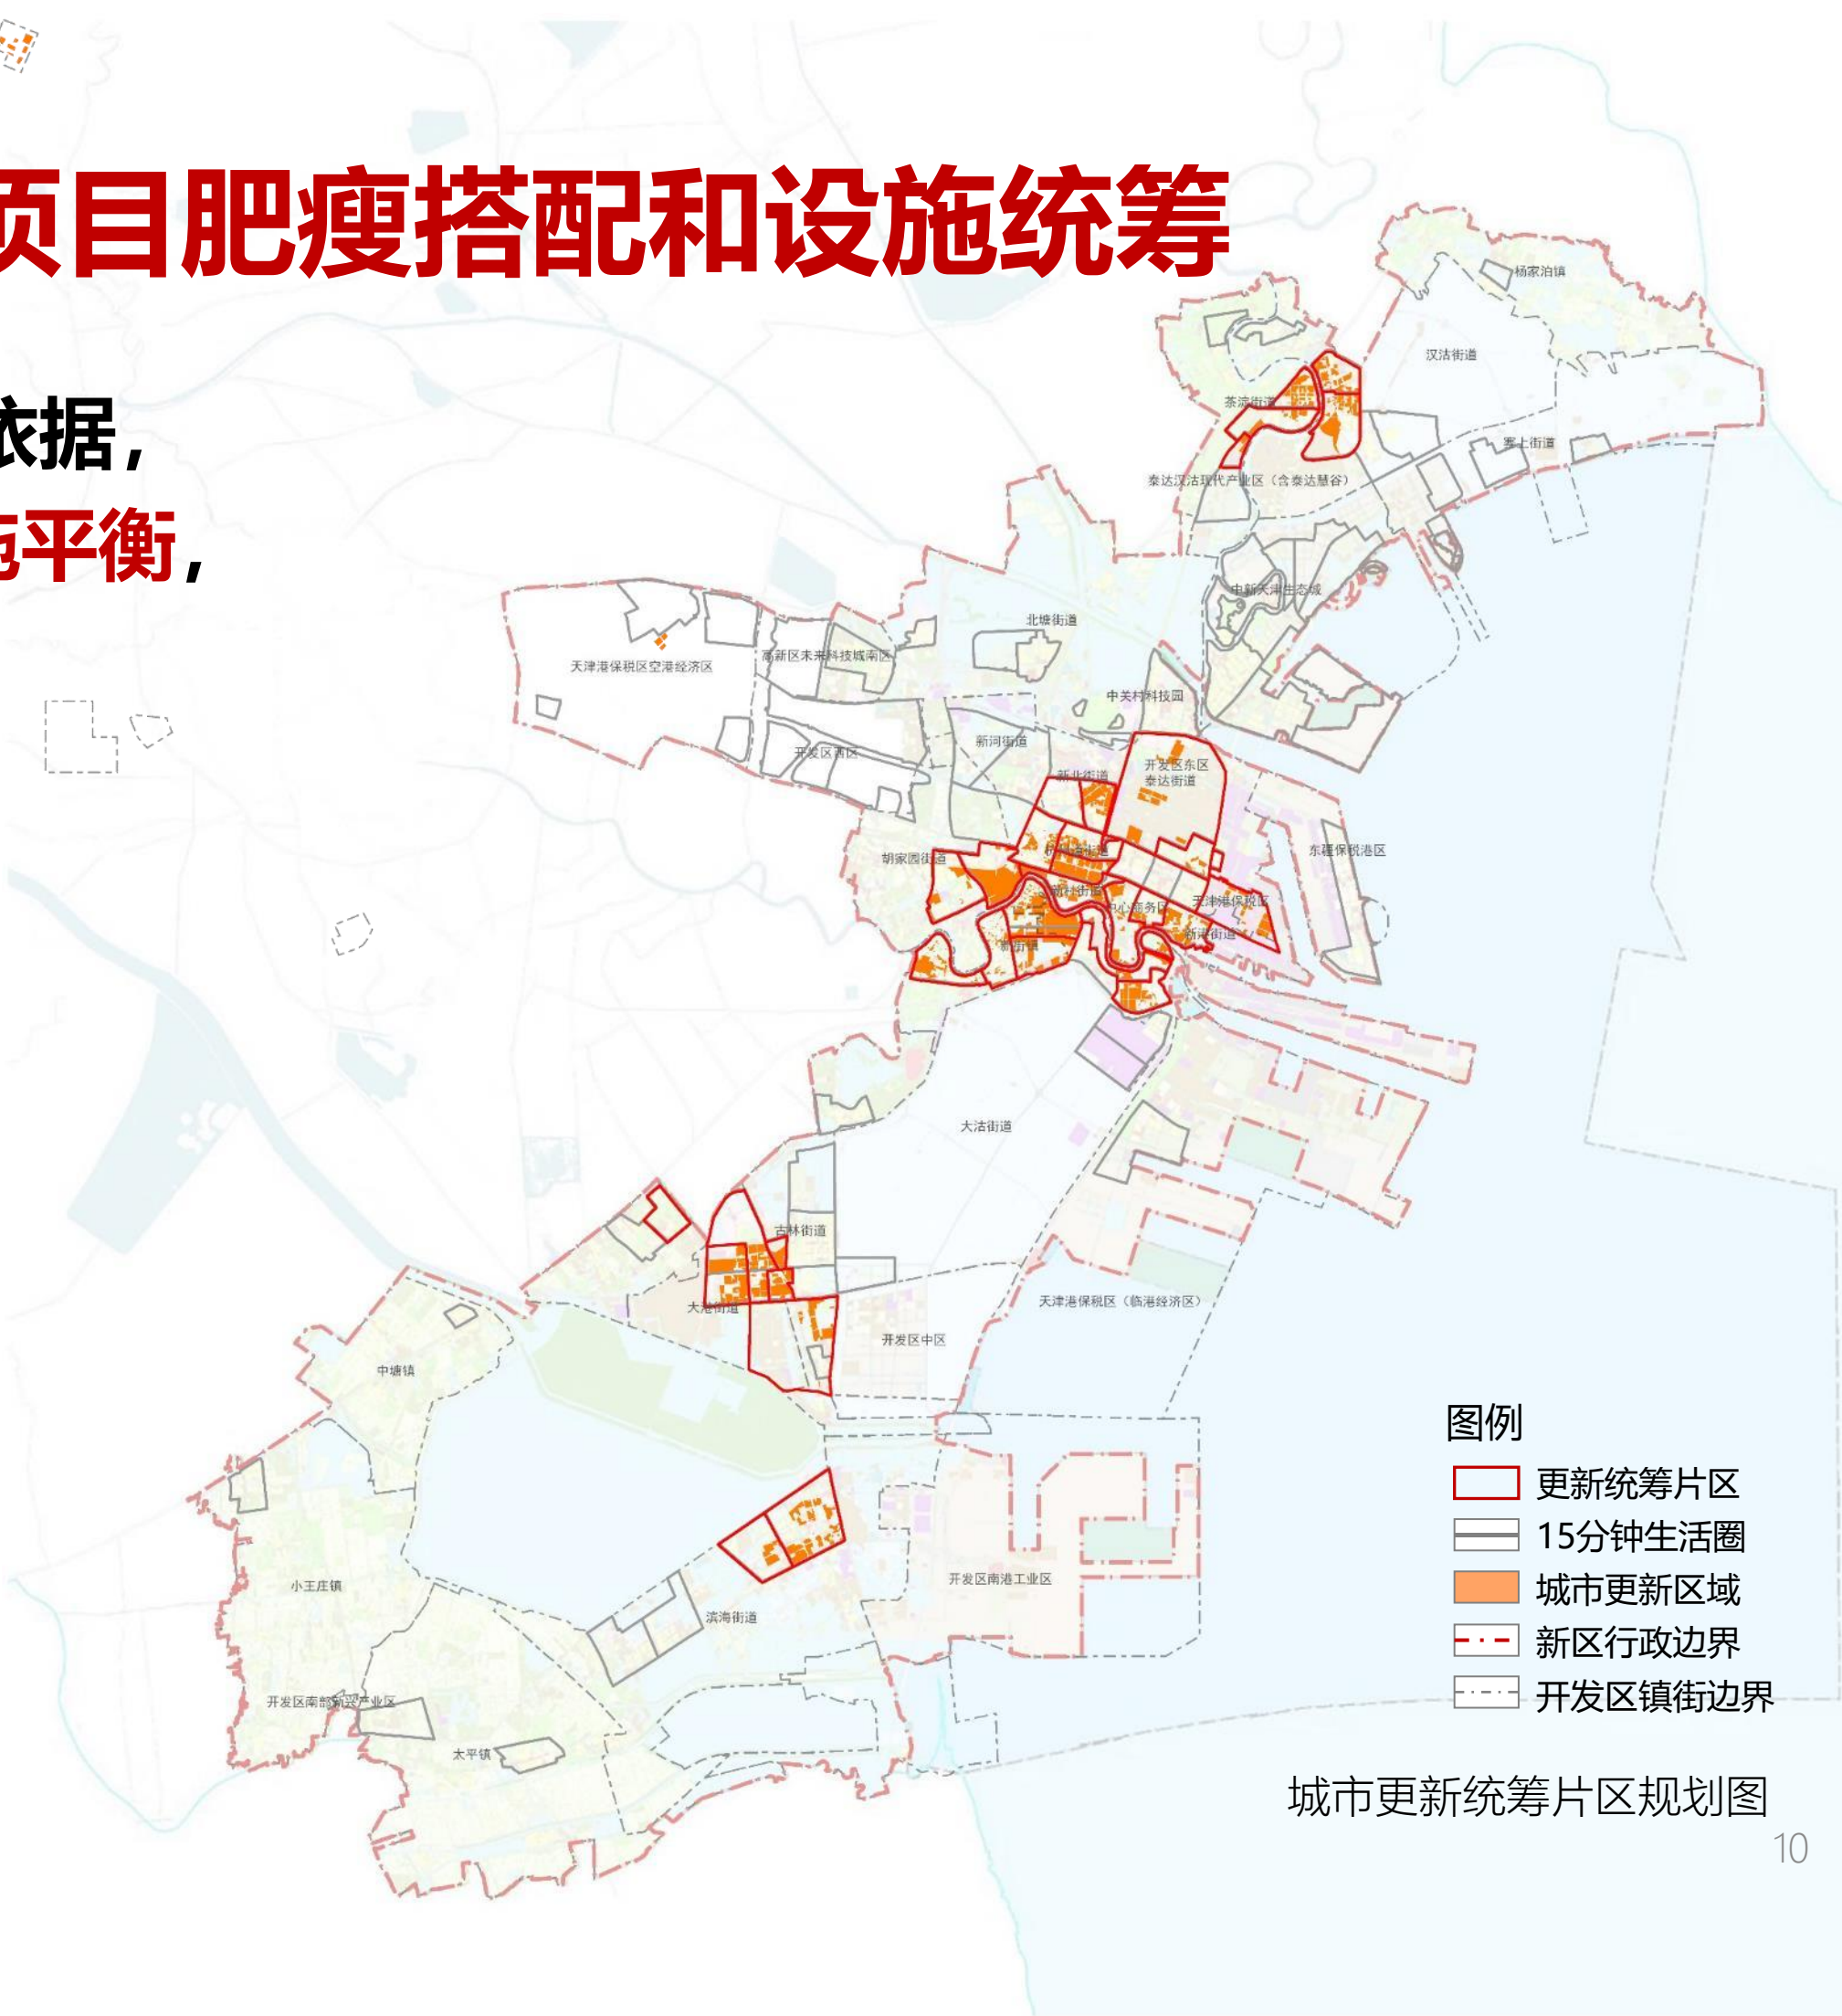 项目肥瘦搭配和设施统筹
依据，
施平衡，
杨家泊镇
汉沽街道
茶淀街道
寨上街道
泰达汉沽现代产业区（含泰达慧谷）
中新天津生态城
北塘街道
高新区未来科技城南区
天津港保税区空港经济区
中关村科技园
新河街道
开发区西区
开发区东区
泰达街道
新北街道
胡家园街道
杭州道街道
东疆保税港区
新村街道
中心商务区
天津港保税区
新港街道
新街镇
大沽街道
古林街道
大港街道
天津港保税区（临港经济区）
开发区中区
中塘镇
小王庄镇
开发区南港工业区
滨海街道
开发区南部新兴产业区
太平镇
图例
更新统筹片区
15分钟生活圈
城市更新区域
新区行政边界
开发区镇街边界
城市更新统筹片区规划图
10